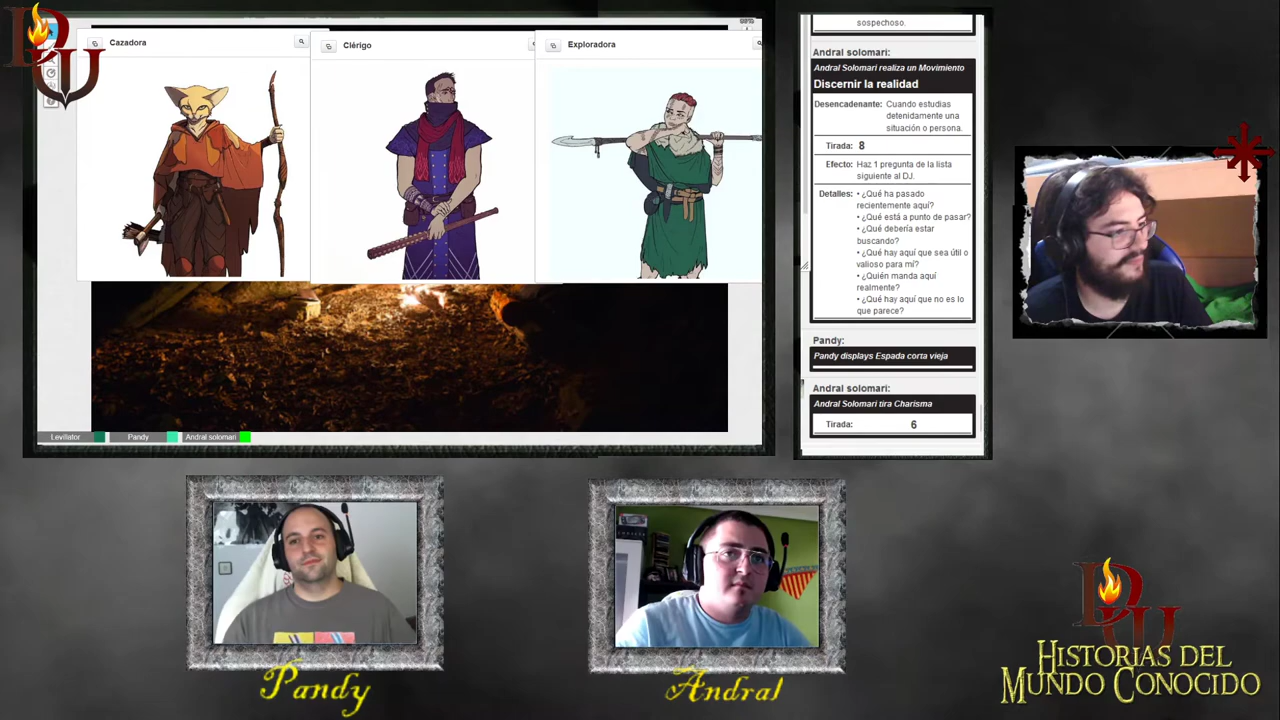 DU
Cazadora
Clérigo
Exploradora
Levifator
Pandy
Andral solomari
sospechoso.
Andral solomari:
Andral Solomari realiza un Movimiento
Discernir la realidad
Desencadenante: Cuando estudias
detenidamente una
situación o persona.
Tirada: 8
Efecto: Haz 1 pregunta de la lista
siguiente al DJ.
Detalles: • ¿Qué ha pasado
recientemente aquí?
• ¿Qué está a punto de pasar?
• ¿Qué debería estar
buscando?
• ¿Qué hay aquí que sea útil o
valioso para mí?
• ¿Quién manda aquí
realmente?
• ¿Qué hay aquí que no es lo
que parece?
Pandy:
Pandy displays Espada corta vieja
Andral solomari:
Andral Solomari tira Charisma
Tirada: 6
Pandy
Andral
DU
HISTORIAS DEL
MUNDO CONOCIDO